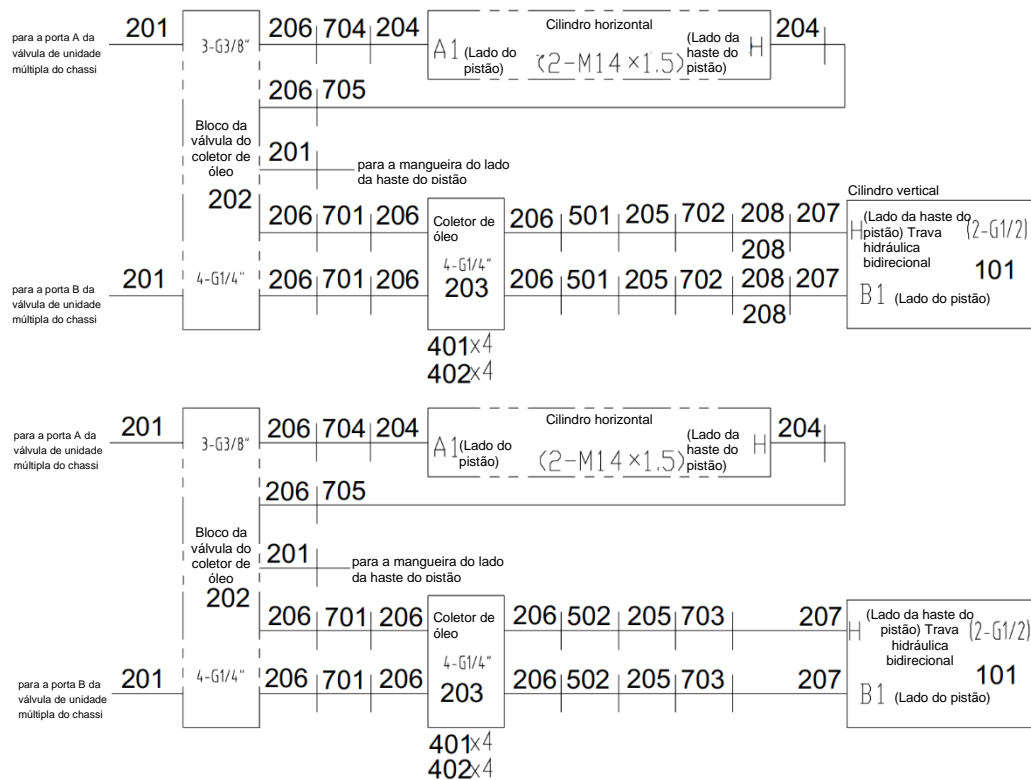 201
para a porta A da
válvula de unidade
múltipla do chassi
3-G3/8"
206 704 204
Cilindro horizontal
A1 (Lado do
pistão)
(2-M14×1.5)
(Lado da
haste do
pistão)
H
204
206 705
Bloco da
válvula do
coletor de
óleo
202
201
para a mangueira do lado
da haste do pistão
206 701 206
Coletor de
óleo
4-G1/4"
203
206 501 205 702 208 207
208
Cilindro vertical
H (Lado da haste do
pistão) Trava
hidráulica
bidirecional
(2-G1/2)
101
B1 (Lado do pistão)
201
para a porta B da
válvula de unidade
múltipla do chassi
4-G1/4"
206 701 206
206 501 205 702 208 207
208
401×4
402×4
201
para a porta A da
válvula de unidade
múltipla do chassi
3-G3/8"
206 704 204
Cilindro horizontal
A1 (Lado do
pistão)
(2-M14×1.5)
(Lado da
haste do
pistão)
H
204
206 705
Bloco da
válvula do
coletor de
óleo
202
201
para a mangueira do lado
da haste do pistão
206 701 206
Coletor de
óleo
4-G1/4"
203
206 502 205 703 207
H (Lado da haste do
pistão) Trava
hidráulica
bidirecional
(2-G1/2)
101
B1 (Lado do pistão)
201
para a porta B da
válvula de unidade
múltipla do chassi
4-G1/4"
206 701 206
206 502 205 703 207
401×4
402×4